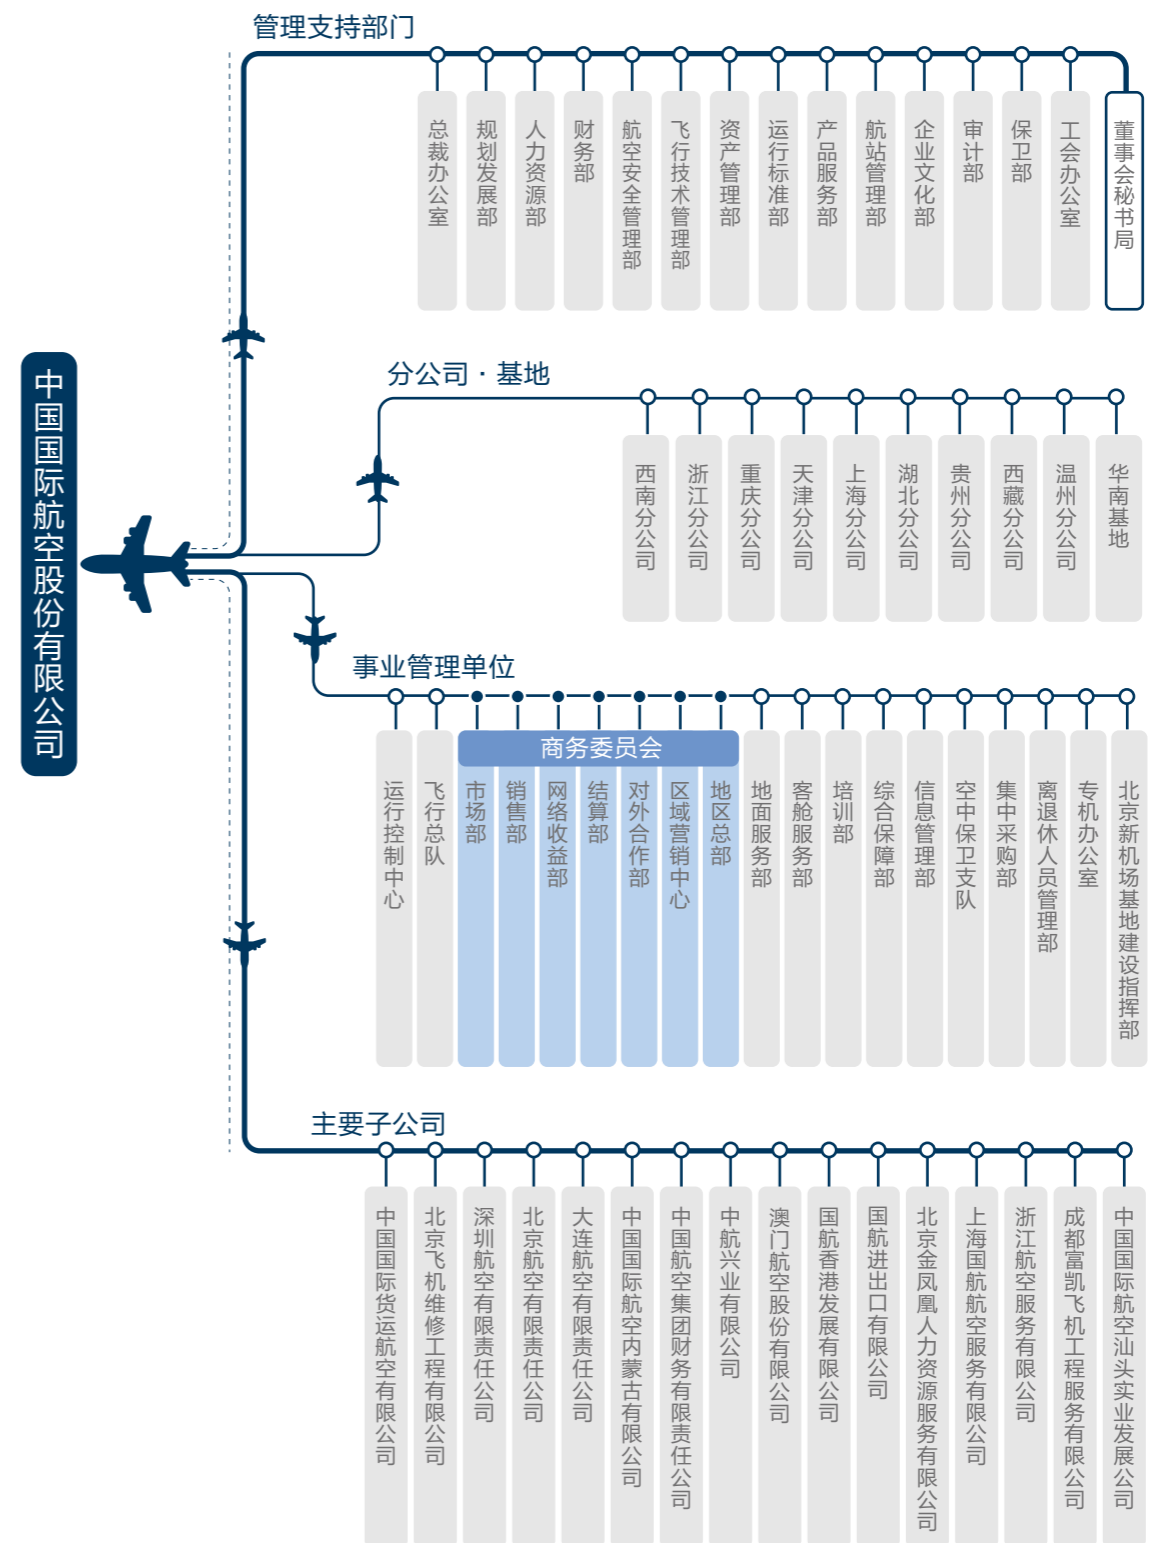 中国国际航空股份有限公司
管理支持部门
总裁办公室
规划发展部
人力资源部
财务部
航空安全管理部
飞行技术管理部
资产管理部
运行标准部
产品服务部
航站管理部
企业文化部
审计部
保卫部
工会办公室
董事会秘书局
分公司·基地
西南分公司
浙江分公司
重庆分公司
天津分公司
上海分公司
湖北分公司
贵州分公司
西藏分公司
温州分公司
华南基地
事业管理单位
运行控制中心
飞行总队
商务委员会
市场部
销售部
网络收益部
结算部
对外合作部
区域营销中心
地区总部
地面服务部
客舱服务部
培训部
综合保障部
信息管理部
空中保卫支队
集中采购部
离退休人员管理部
专机办公室
北京新机场基地建设指挥部
主要子公司
中国国际货运航空有限公司
北京飞机维修工程有限公司
深圳航空有限责任公司
北京航空有限责任公司
大连航空有限责任公司
中国国际航空内蒙古有限公司
中国航空集团财务有限责任公司
中航兴业有限公司
澳门航空股份有限公司
国航香港发展有限公司
国航进出口有限公司
北京金凤凰人力资源服务有限公司
上海国航航空服务有限公司
浙江航空服务有限公司
成都富凯飞机工程服务有限公司
中国国际航空汕头实业发展公司